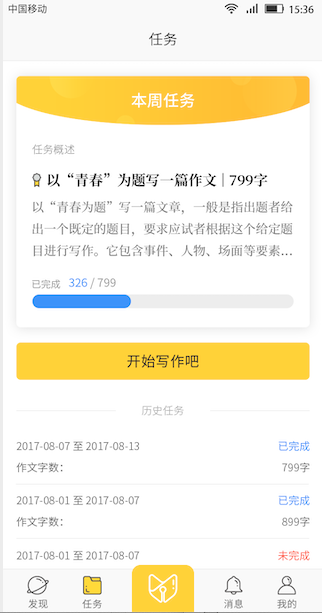 中国移动 15:36
任务
本周任务
任务概述
以“青春”为题写一篇作文 | 799字
以“青春为题”写一篇文章，一般是指出题者给
出一个既定的题目，要求应试者根据这个给定题
目进行写作。它包含事件、人物、场面等要素...
已完成 326 / 799
开始写作吧
历史任务
2017-08-07 至 2017-08-13 已完成
作文字数： 799字
2017-08-01 至 2017-08-07 已完成
作文字数： 899字
2017-08-01 至 2017-08-07 未完成
发现 任务 消息 我的